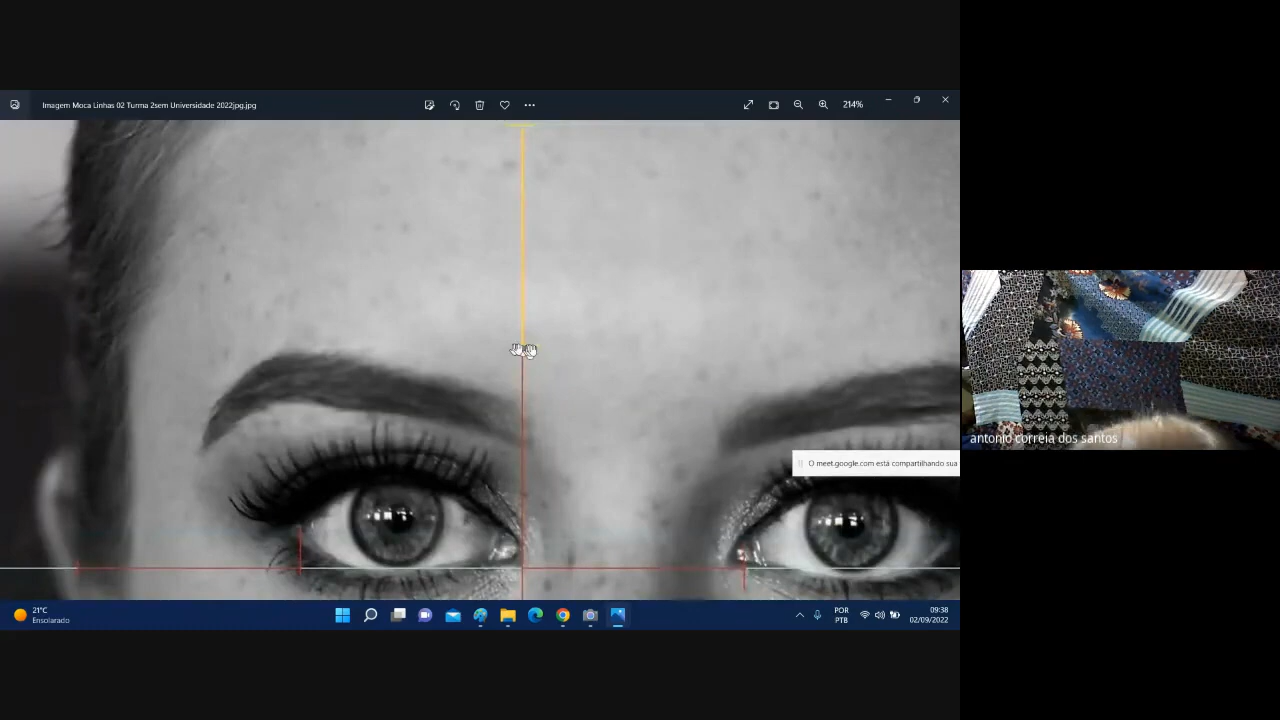 Imagem Moca Linhas 02 Turma 2sem Universidade 2022jpg.jpg
214%
O meet.google.com está compartilhando sua
antonio correia dos santos
21°C
Ensolarado
POR
PTB
09:38
02/09/2022